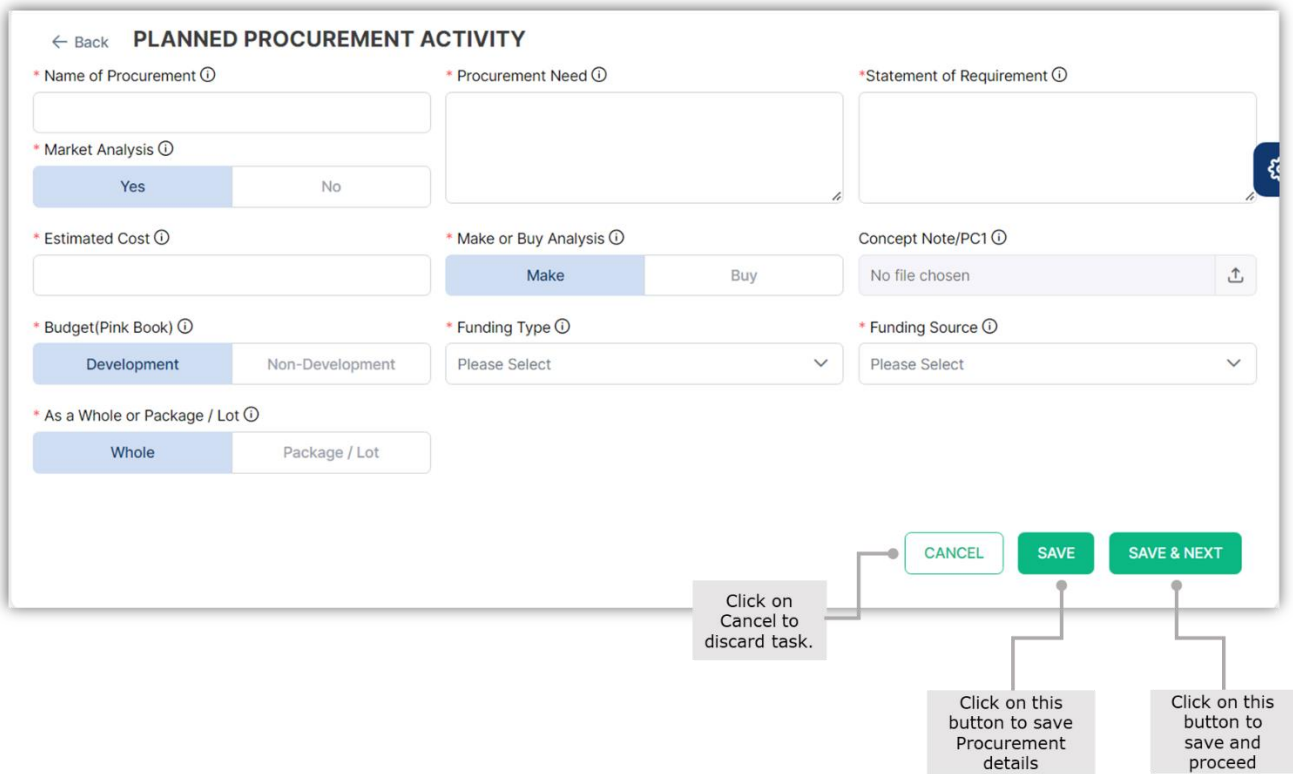 ← Back PLANNED PROCUREMENT ACTIVITY
* Name of Procurement
* Procurement Need
*Statement of Requirement
* Market Analysis
Yes No
* Estimated Cost
* Make or Buy Analysis
Concept Note/PC1
Make Buy
No file chosen
* Budget(Pink Book)
* Funding Type
* Funding Source
Development Non-Development
Please Select
Please Select
* As a Whole or Package / Lot
Whole Package / Lot
CANCEL SAVE SAVE & NEXT
Click on
Cancel to
discard task.
Click on this
button to save
Procurement
details
Click on this
button to
save and
proceed